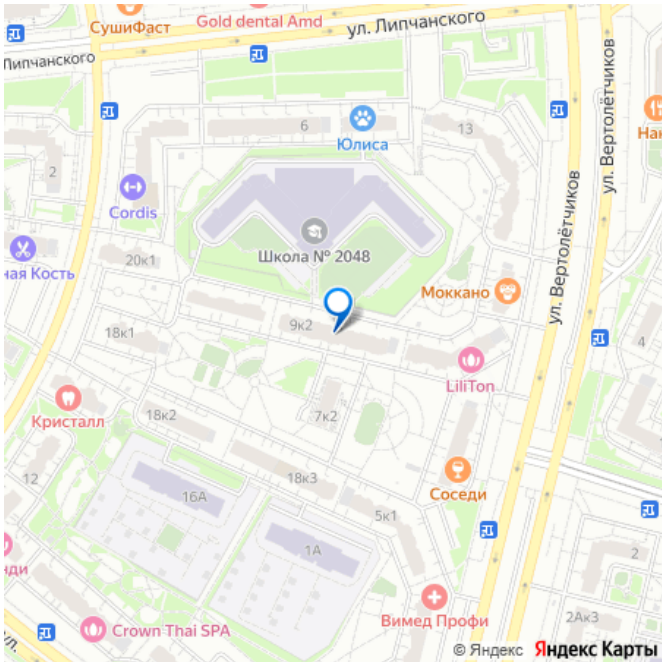 СушиФаст
Gold dental Amd
ул. Липчанского
Липчанского
6
Юлиса
13
2
Cordis
ул. Вертолётчиков
Школа № 2048
ная Кость
20к1
Моккано
ул. Вертолётчиков
9к2
18к1
4
LiliTon
Кристалл
18к2
7к2
12
18к3
Соседи
16А
5к1
1А
2
нди
Вимед Профи
2Ак3
Crown Thai SPA
ул.
© Яндекс Яндекс Карты